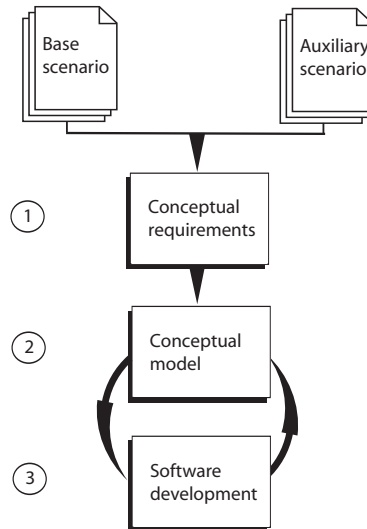 Base
scenario
Auxiliary
scenario
1
Conceptual
requirements
2
Conceptual
model
3
Software
development